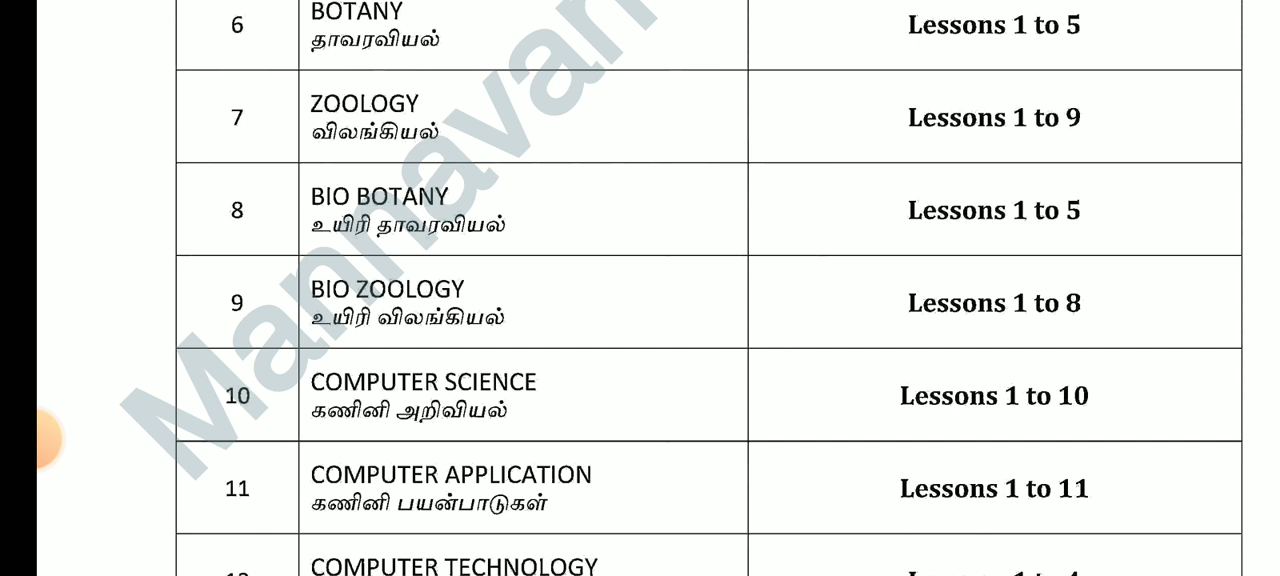 6 BOTANY Lessons 1 to 5
தாவரவியல்
7 ZOOLOGY Lessons 1 to 9
விலங்கியல்
8 BIO BOTANY Lessons 1 to 5
உயிரி தாவரவியல்
9 BIO ZOOLOGY Lessons 1 to 8
உயிரி விலங்கியல்
10 COMPUTER SCIENCE Lessons 1 to 10
கணினி அறிவியல்
11 COMPUTER APPLICATION Lessons 1 to 11
கணினி பயன்பாடுகள்
COMPUTER TECHNOLOGY
Mannavan